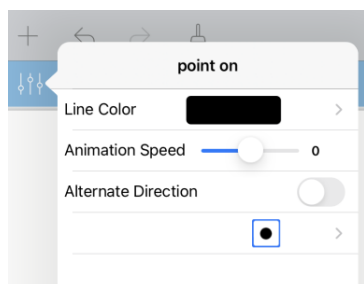 point on
Line Color
Animation Speed 0
Alternate Direction